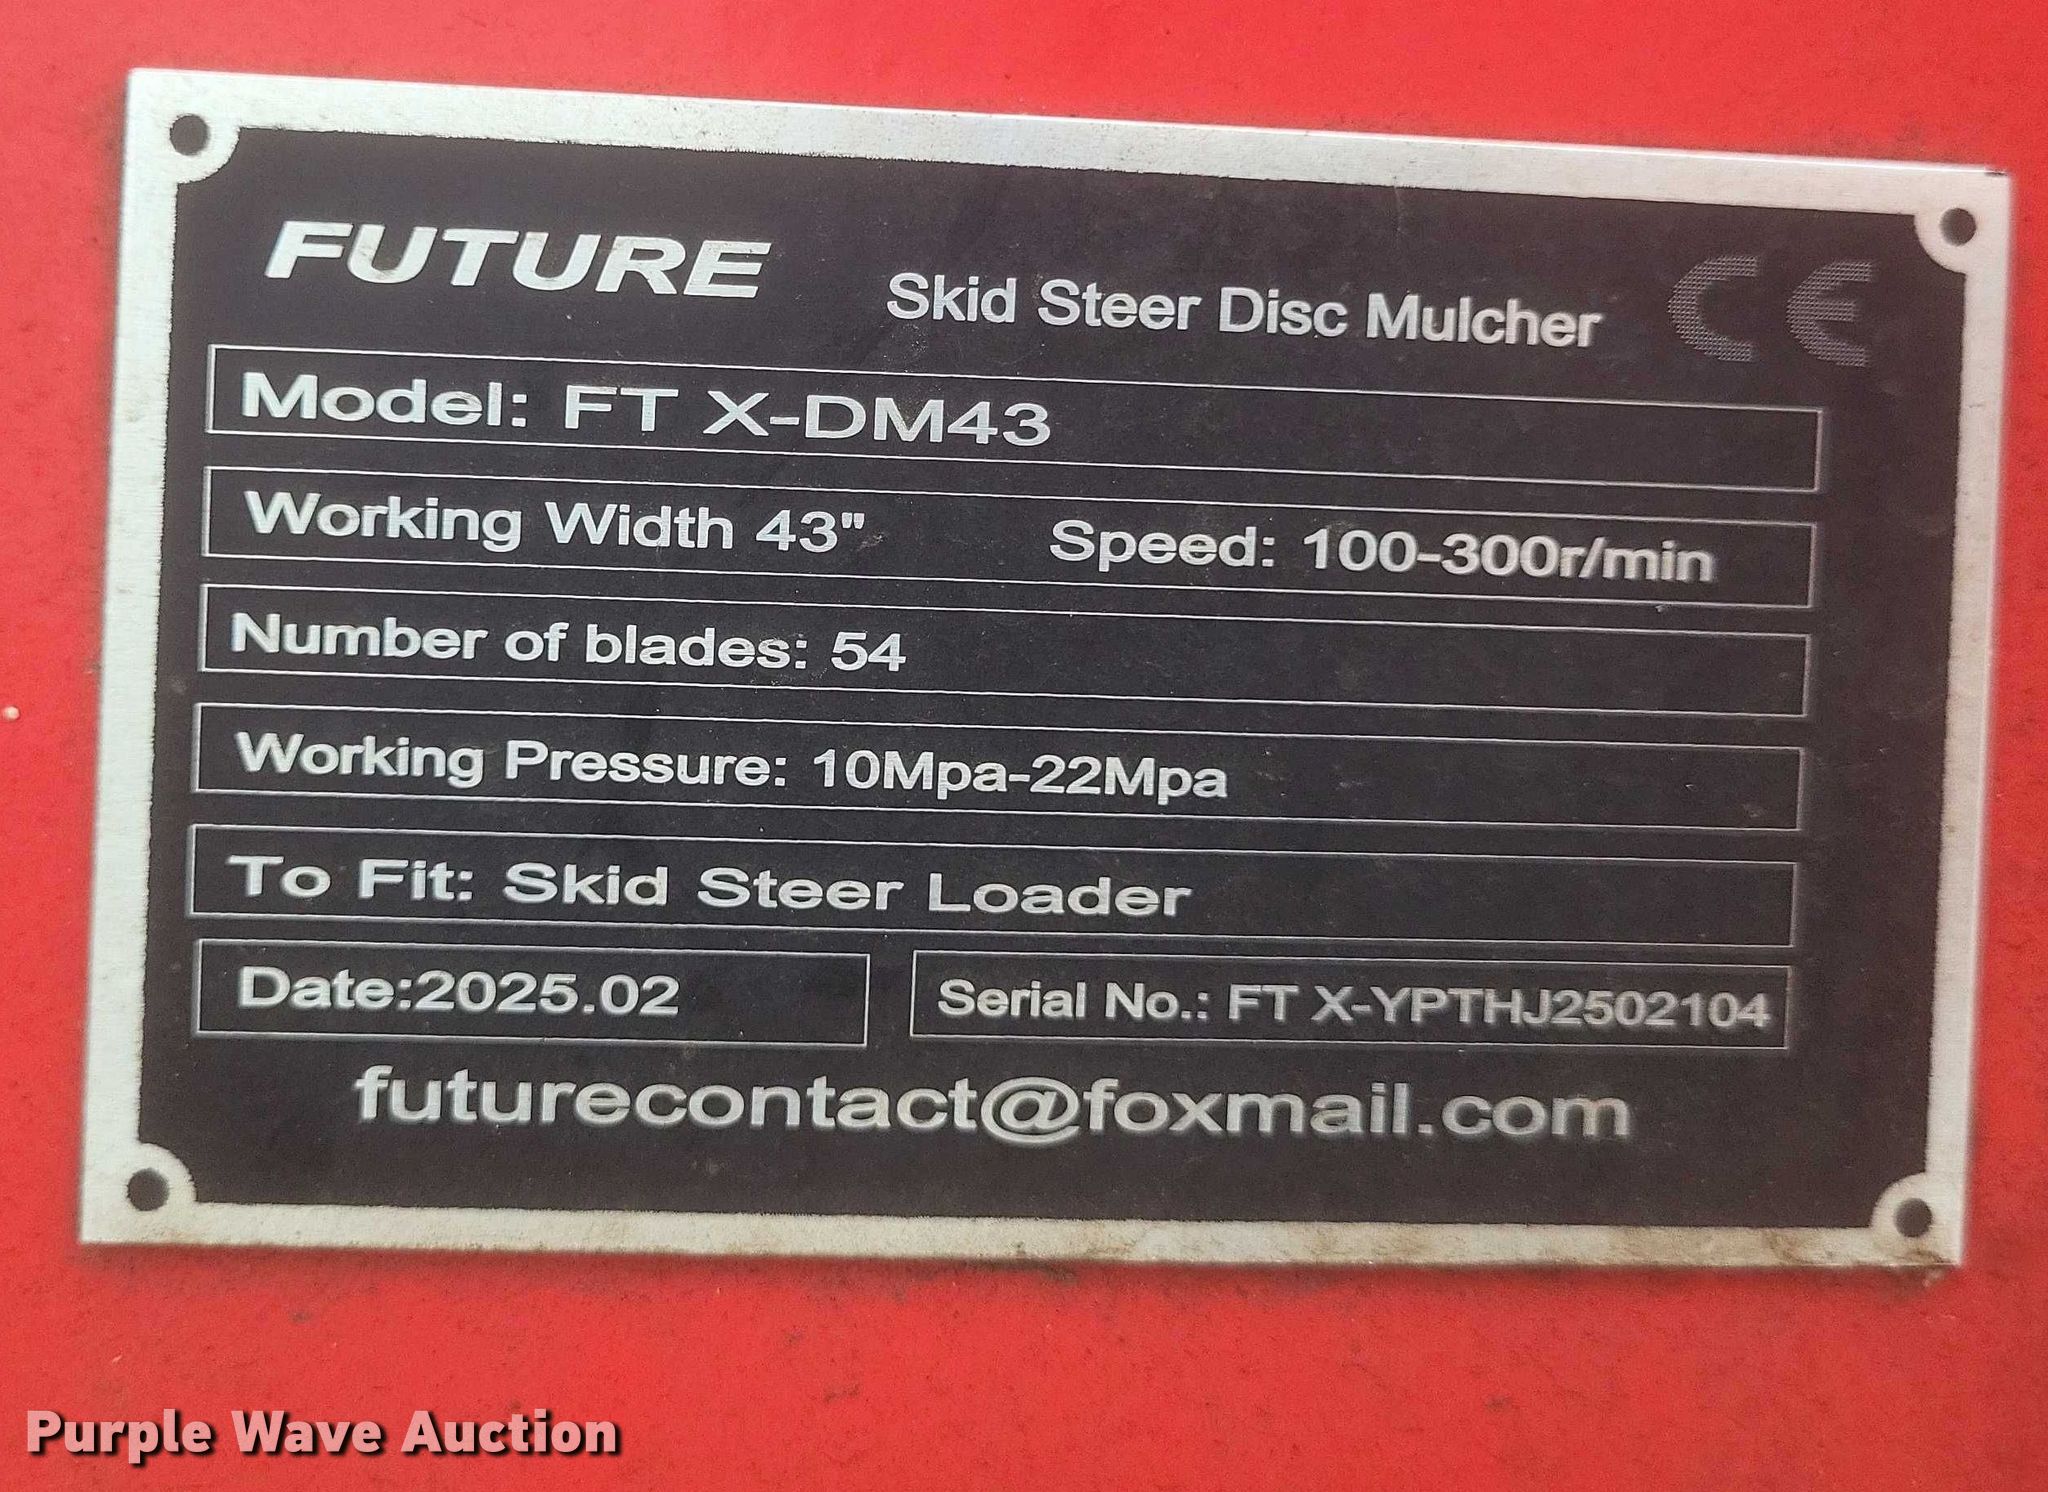 FUTURE Skid Steer Disc Mulcher CE
Model: FT X-DM43
Working Width 43" Speed: 100-300r/min
Number of blades: 54
Working Pressure: 10Mpa-22Mpa
To Fit: Skid Steer Loader
Date:2025.02 Serial No.: FT X-YPTHJ2502104
futurecontact@foxmail.com
Purple Wave Auction